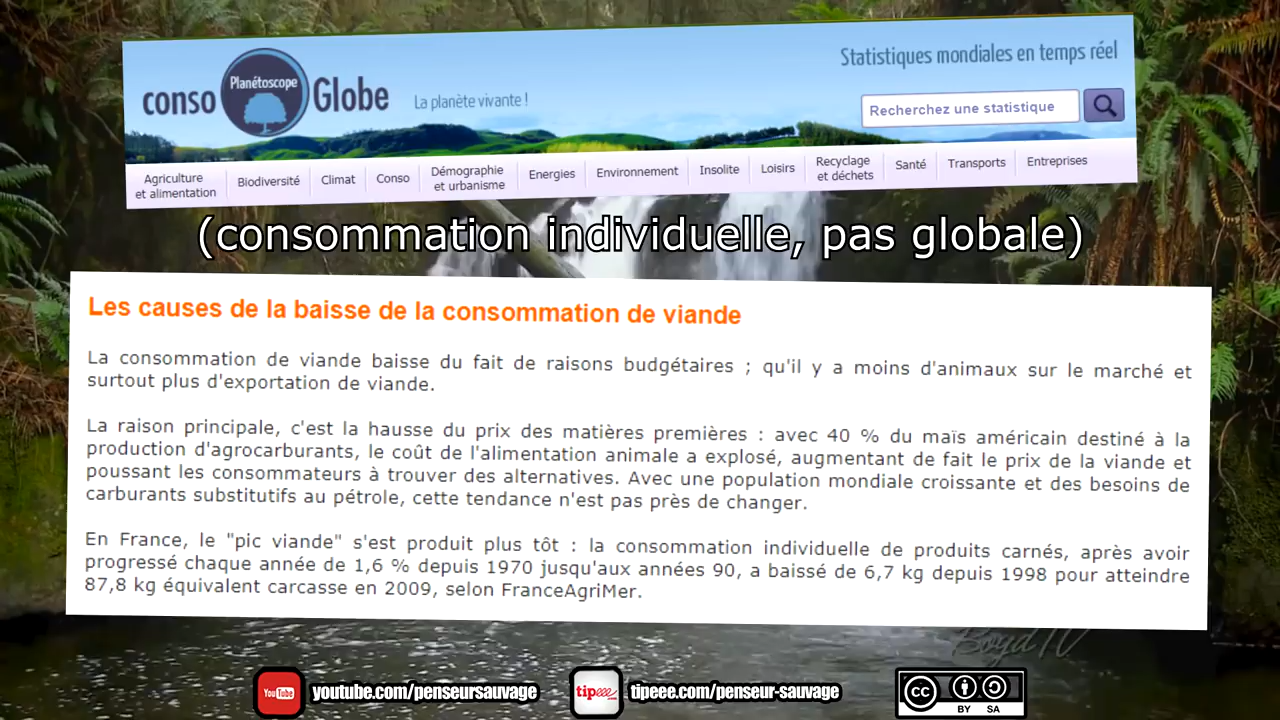 conso Planétoscope Globe
La planète vivante !
Statistiques mondiales en temps réel
Recherchez une statistique
Agriculture et alimentation Biodiversité Climat Conso Démographie et urbanisme Energies Environnement Insolite Loisirs Recyclage et déchets Santé Transports Entreprises
(consommation individuelle, pas globale)
Les causes de la baisse de la consommation de viande
La consommation de viande baisse du fait de raisons budgétaires ; qu'il y a moins d'animaux sur le marché et
surtout plus d'exportation de viande.
La raison principale, c'est la hausse du prix des matières premières : avec 40 % du maïs américain destiné à la
production d'agrocarburants, le coût de l'alimentation animale a explosé, augmentant de fait le prix de la viande et
poussant les consommateurs à trouver des alternatives. Avec une population mondiale croissante et des besoins de
carburants substitutifs au pétrole, cette tendance n'est pas près de changer.
En France, le "pic viande" s'est produit plus tôt : la consommation individuelle de produits carnés, après avoir
progressé chaque année de 1,6 % depuis 1970 jusqu'aux années 90, a baissé de 6,7 kg depuis 1998 pour atteindre
87,8 kg équivalent carcasse en 2009, selon FranceAgriMer.
Boyd TV
YouTube youtube.com/penseursauvage tipeee tipeee.com/penseur-sauvage cc BY SA